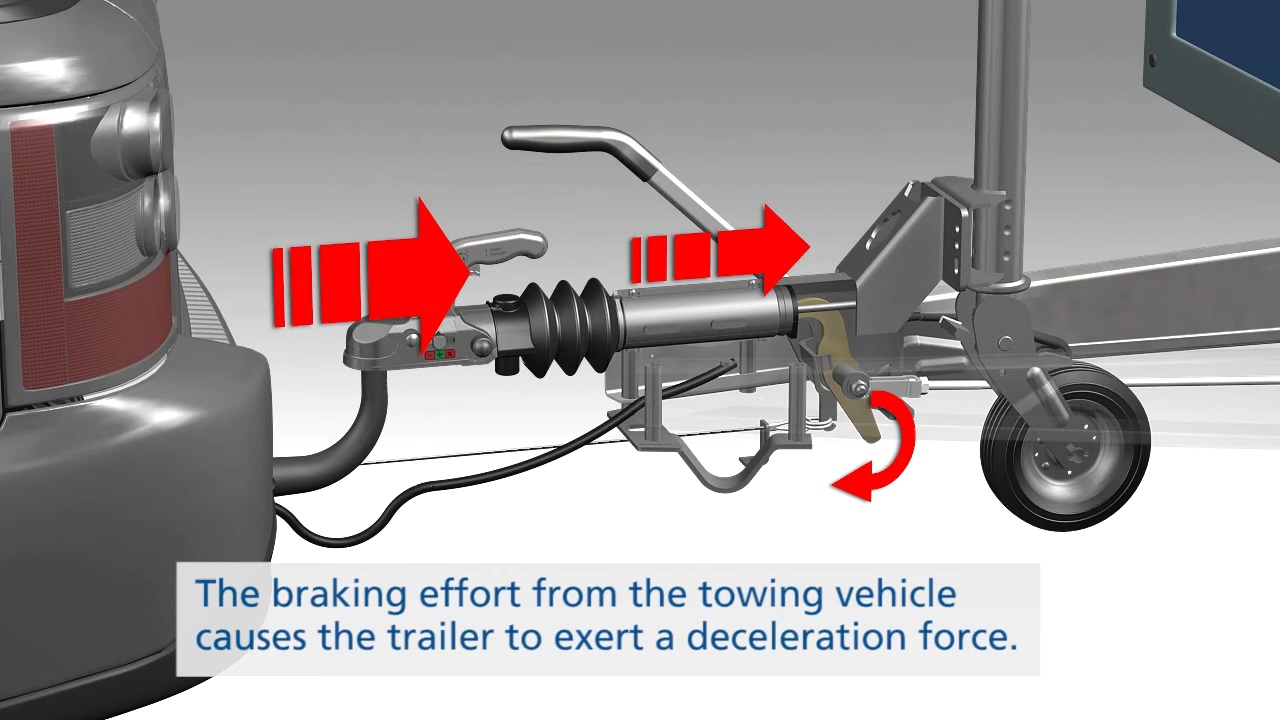 The braking effort from the towing vehicle
causes the trailer to exert a deceleration force.